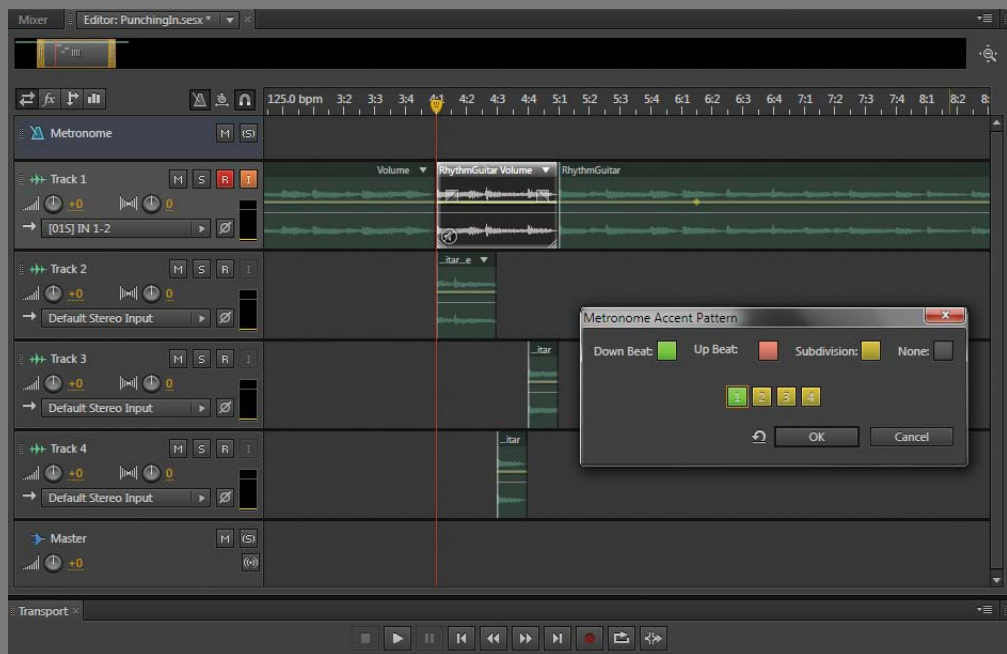 Mixer
Editor: PunchingIn.sesx *
fx
125.0 bpm 3:2 3:3 3:4 4:1 4:2 4:3 4:4 5:1 5:2 5:3 5:4 6:1 6:2 6:3 6:4 7:1 7:2 7:3 7:4 8:1 8:2 8:
Metronome M (S)
Track 1 M S R I
Volume RhythmGuitar Volume RhythmGuitar
+0 0
[01S] IN 1-2
Track 2 M S R I
...itar_e
+0 0
Default Stereo Input
Track 3 M S R I
...itar
+0 0
Default Stereo Input
Track 4 M S R I
...itar
+0 0
Default Stereo Input
Master M (S)
+0
Metronome Accent Pattern
Down Beat: Up Beat: Subdivision: None:
1 2 3 4
OK Cancel
Transport